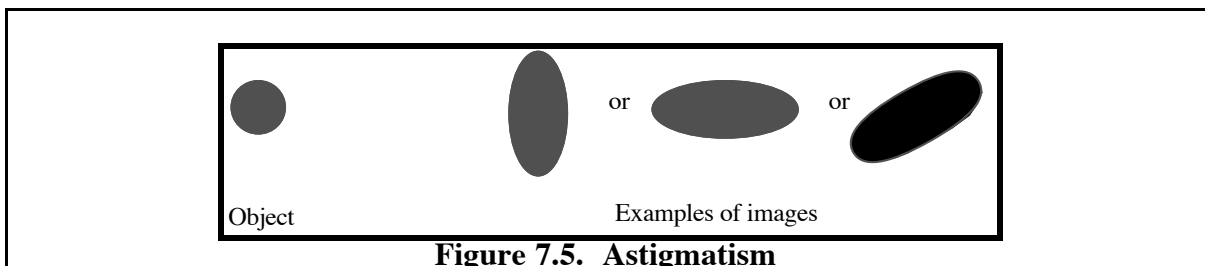 or or
Object Examples of images
Figure 7.5. Astigmatism